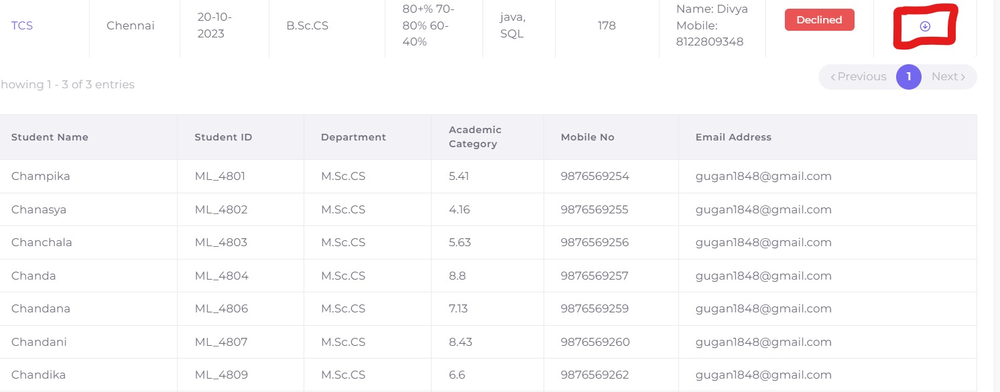 TCS Chennai 20-10-2023 B.Sc.CS 80+% 70-80% 60-40% java, SQL 178 Name: Divya Mobile: 8122809348 Declined
howing 1 - 3 of 3 entries
‹ Previous 1 Next ›
Student Name Student ID Department Academic Category Mobile No Email Address
Champika ML_4801 M.Sc.CS 5.41 9876569254 gugan1848@gmail.com
Chanasya ML_4802 M.Sc.CS 4.16 9876569255 gugan1848@gmail.com
Chanchala ML_4803 M.Sc.CS 5.63 9876569256 gugan1848@gmail.com
Chanda ML_4804 M.Sc.CS 8.8 9876569257 gugan1848@gmail.com
Chandana ML_4806 M.Sc.CS 7.13 9876569259 gugan1848@gmail.com
Chandani ML_4807 M.Sc.CS 8.43 9876569260 gugan1848@gmail.com
Chandika ML_4809 M.Sc.CS 6.6 9876569262 gugan1848@gmail.com